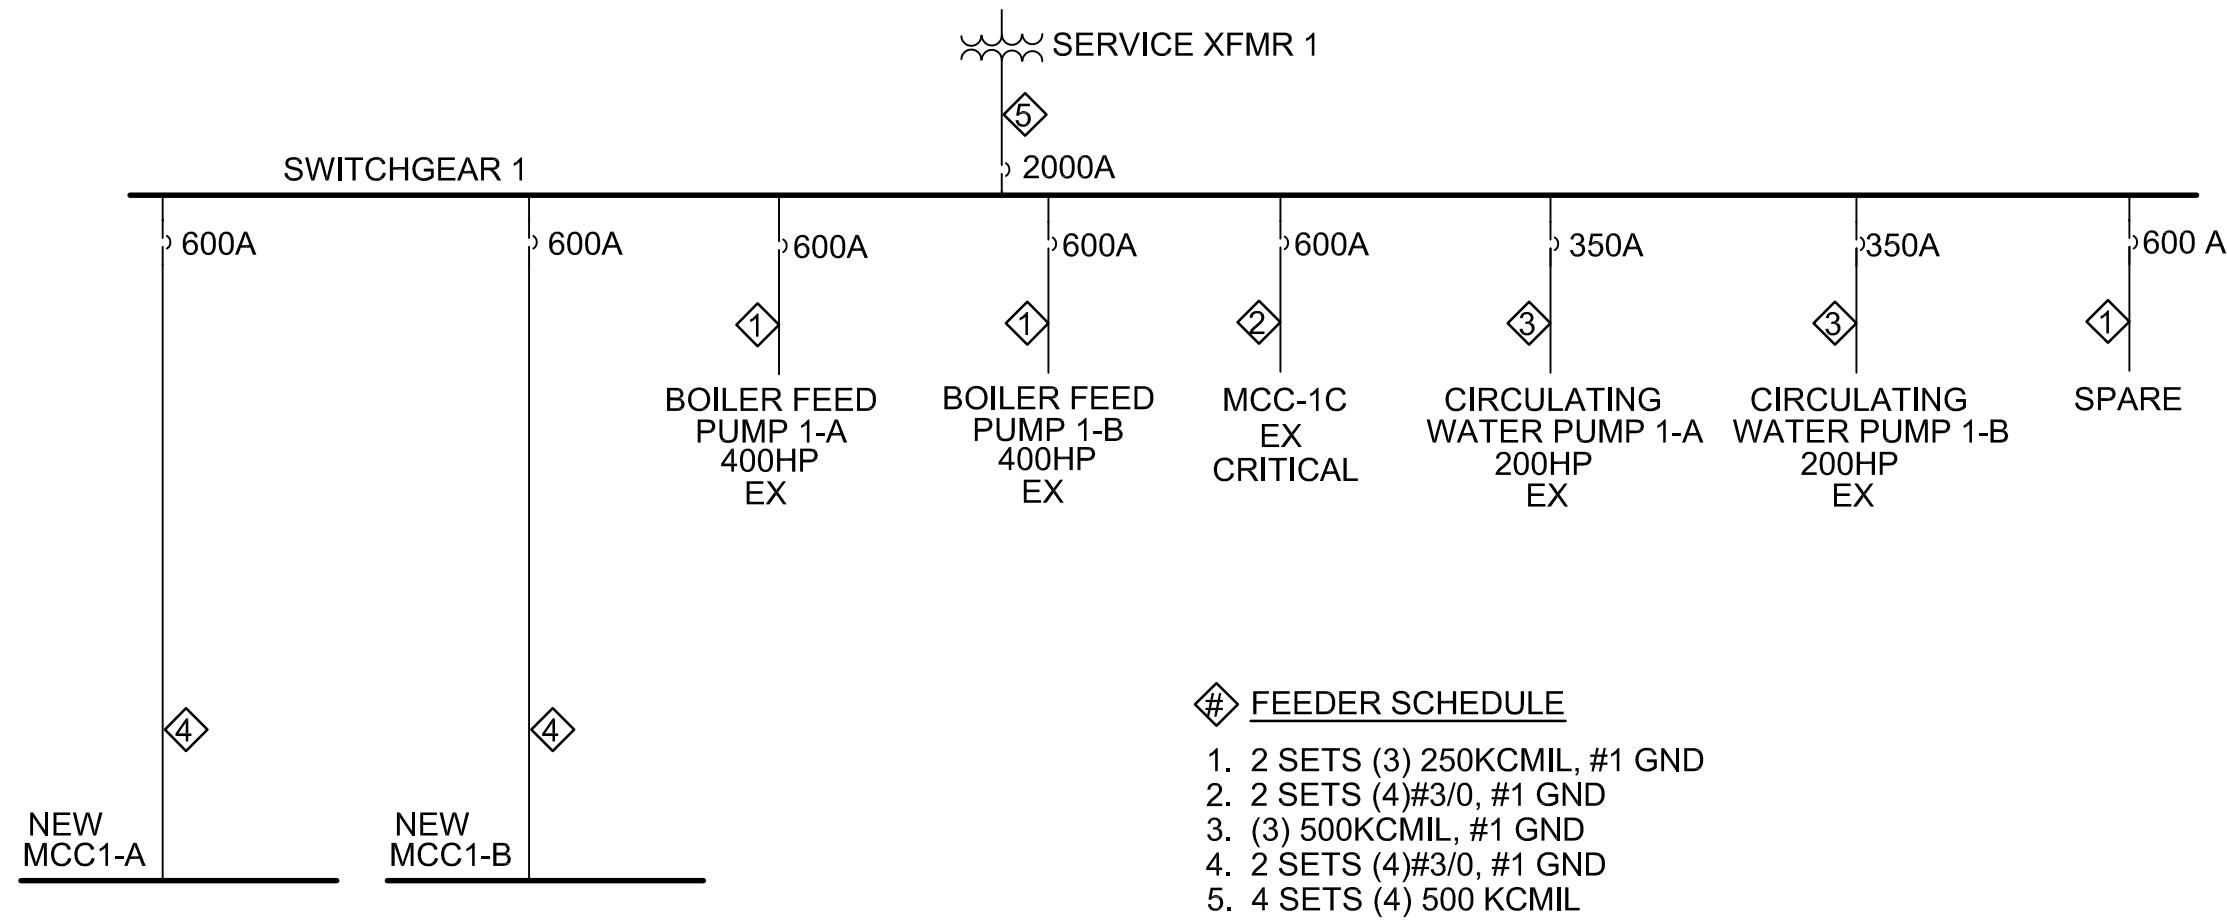 SERVICE XFMR 1
5
2000A
SWITCHGEAR 1
600A
600A
600A
600A
600A
350A
350A
600 A
1
1
2
3
3
1
BOILER FEED
PUMP 1-A
400HP
EX
BOILER FEED
PUMP 1-B
400HP
EX
MCC-1C
EX
CRITICAL
CIRCULATING
WATER PUMP 1-A
200HP
EX
CIRCULATING
WATER PUMP 1-B
200HP
EX
SPARE
4
4
NEW
MCC1-A
NEW
MCC1-B
# FEEDER SCHEDULE
1. 2 SETS (3) 250KCMIL, #1 GND
2. 2 SETS (4)#3/0, #1 GND
3. (3) 500KCMIL, #1 GND
4. 2 SETS (4)#3/0, #1 GND
5. 4 SETS (4) 500 KCMIL